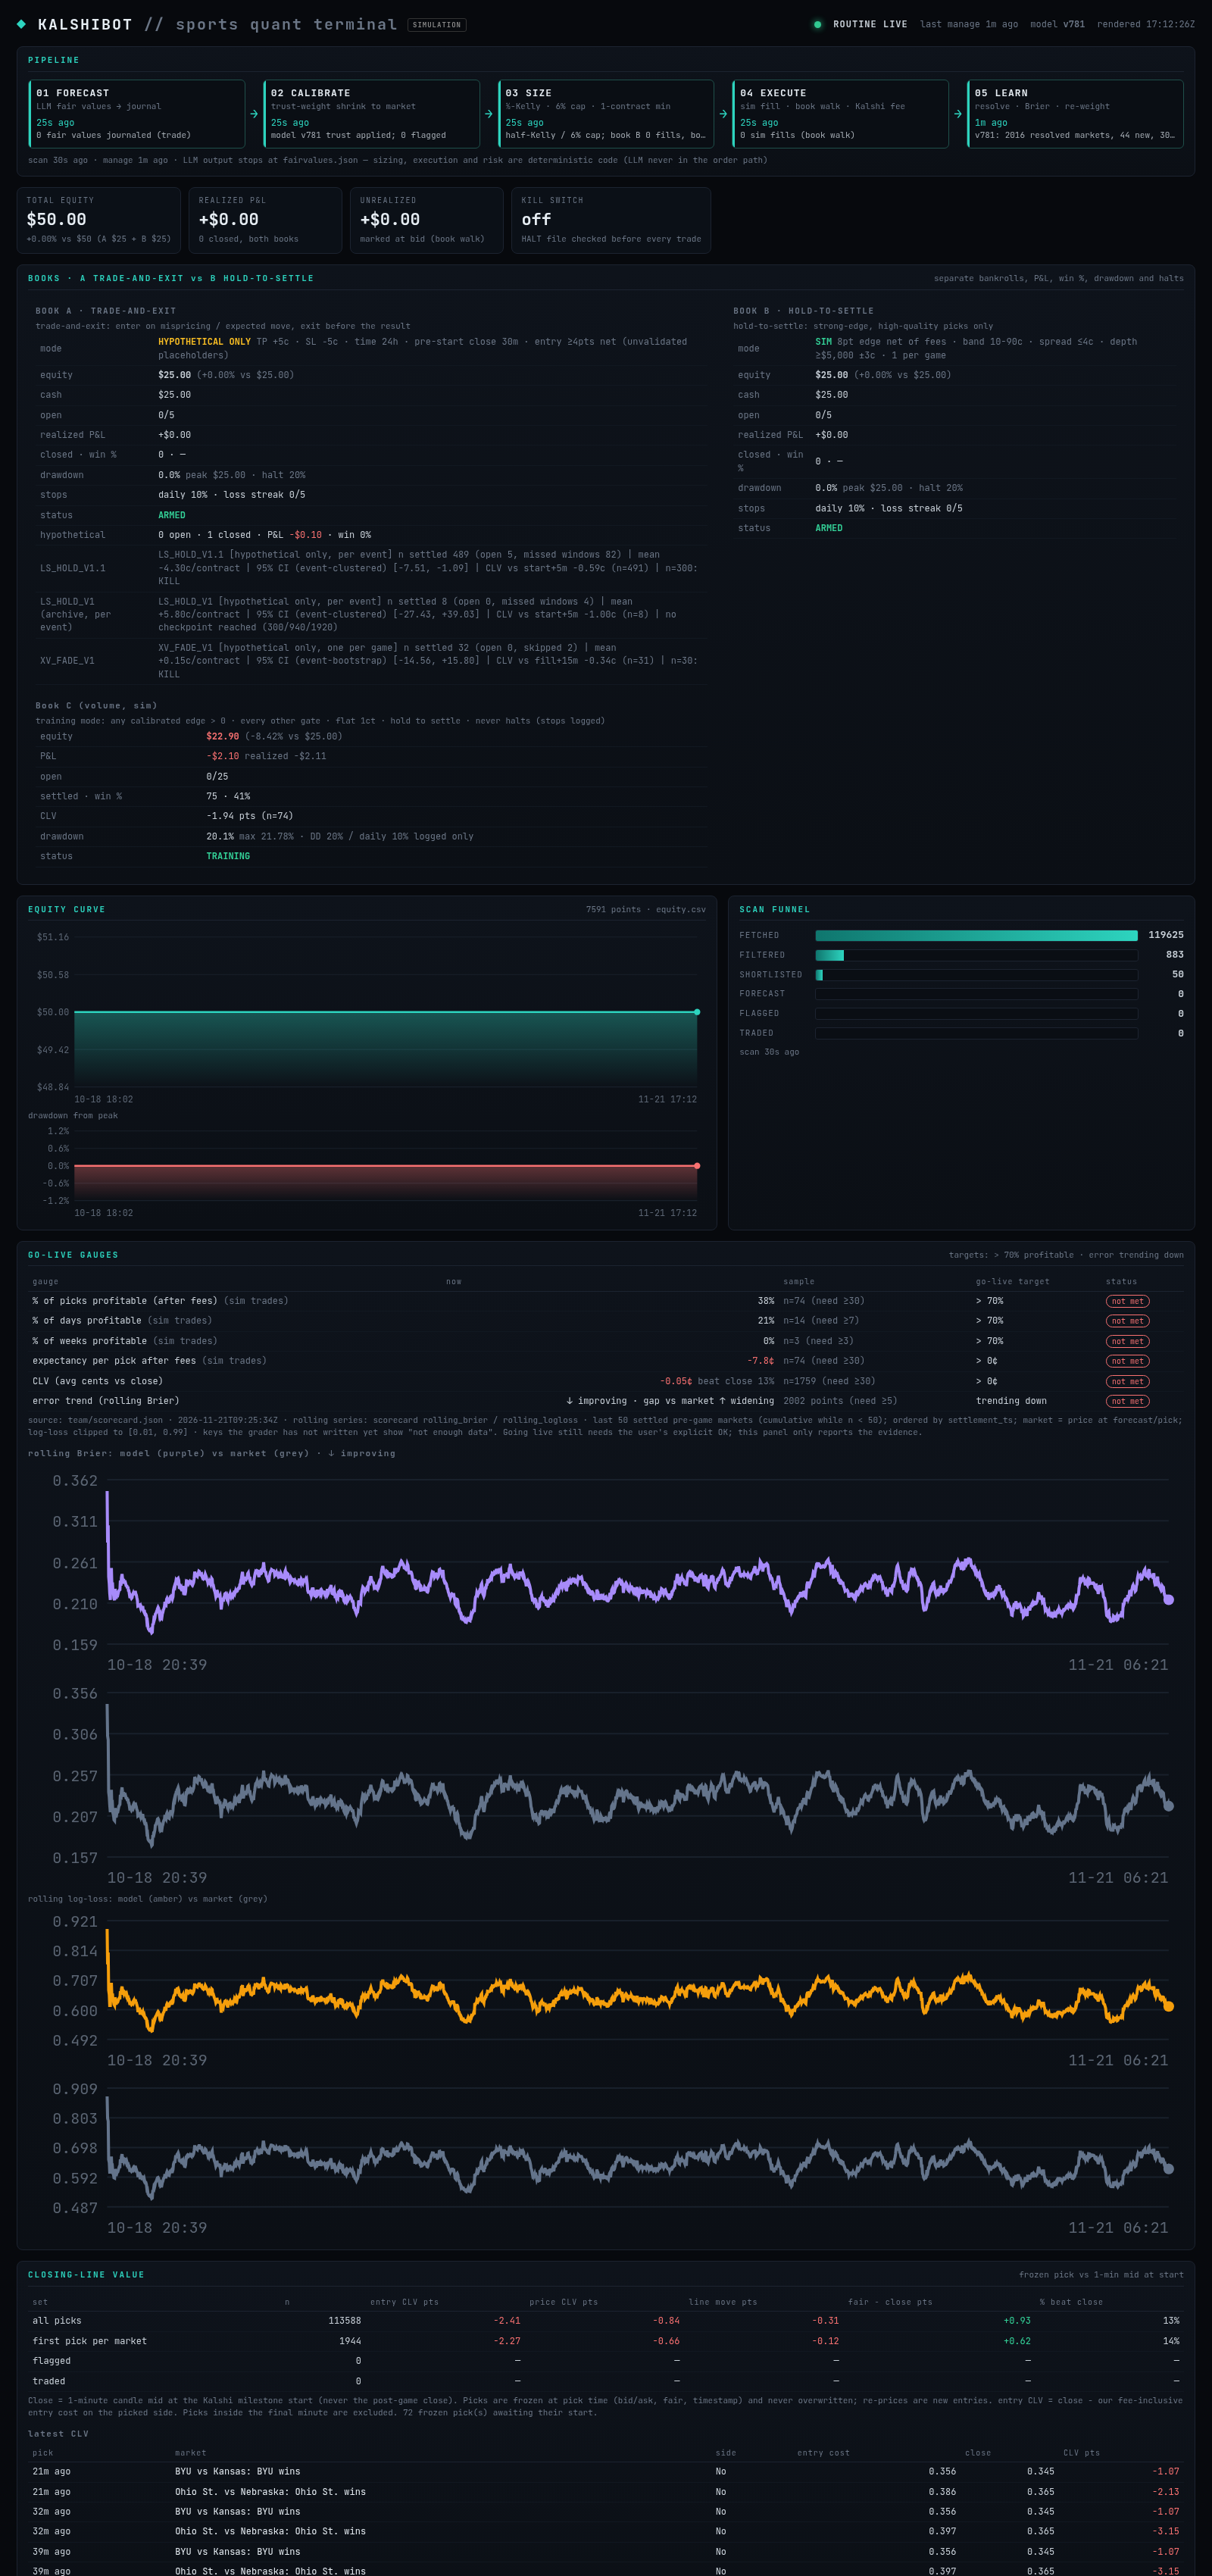 ◆ KALSHIBOT // sports quant terminal SIMULATION
ROUTINE LIVE last manage 1m ago model v781 rendered 17:12:26Z
PIPELINE
01 FORECAST
LLM fair values → journal
25s ago
0 fair values journaled (trade)
→
02 CALIBRATE
trust-weight shrink to market
25s ago
model v781 trust applied; 0 flagged
→
03 SIZE
½-Kelly · 6% cap · 1-contract min
25s ago
half-Kelly / 6% cap; book B 0 fills, bo…
→
04 EXECUTE
sim fill · book walk · Kalshi fee
25s ago
0 sim fills (book walk)
→
05 LEARN
resolve · Brier · re-weight
1m ago
v781: 2016 resolved markets, 44 new, 30…
scan 30s ago · manage 1m ago · LLM output stops at fairvalues.json — sizing, execution and risk are deterministic code (LLM never in the order path)
TOTAL EQUITY
$50.00
+0.00% vs $50 (A $25 + B $25)
REALIZED P&L
+$0.00
0 closed, both books
UNREALIZED
+$0.00
marked at bid (book walk)
KILL SWITCH
off
HALT file checked before every trade
BOOKS · A TRADE-AND-EXIT vs B HOLD-TO-SETTLE
separate bankrolls, P&L, win %, drawdown and halts
BOOK A · TRADE-AND-EXIT
trade-and-exit: enter on mispricing / expected move, exit before the result
mode HYPOTHETICAL ONLY TP +5c · SL -5c · time 24h · pre-start close 30m · entry ≥4pts net (unvalidated
placeholders)
equity $25.00 (+0.00% vs $25.00)
cash $25.00
open 0/5
realized P&L +$0.00
closed · win % 0 · —
drawdown 0.0% peak $25.00 · halt 20%
stops daily 10% · loss streak 0/5
status ARMED
hypothetical 0 open · 1 closed · P&L -$0.10 · win 0%
LS_HOLD_V1.1 LS_HOLD_V1.1 [hypothetical only, per event] n settled 489 (open 5, missed windows 82) | mean
-4.30c/contract | 95% CI (event-clustered) [-7.51, -1.09] | CLV vs start+5m -0.59c (n=491) | n=300:
KILL
LS_HOLD_V1 (archive, per event) LS_HOLD_V1 [hypothetical only, per event] n settled 8 (open 0, missed windows 4) | mean
+5.80c/contract | 95% CI (event-clustered) [-27.43, +39.03] | CLV vs start+5m -1.00c (n=8) | no
checkpoint reached (300/940/1920)
XV_FADE_V1 XV_FADE_V1 [hypothetical only, one per game] n settled 32 (open 0, skipped 2) | mean
+0.15c/contract | 95% CI (event-bootstrap) [-14.56, +15.80] | CLV vs fill+15m -0.34c (n=31) | n=30:
KILL
BOOK B · HOLD-TO-SETTLE
hold-to-settle: strong-edge, high-quality picks only
mode SIM 8pt edge net of fees · band 10-90c · spread ≤4c · depth
≥$5,000 ±3c · 1 per game
equity $25.00 (+0.00% vs $25.00)
cash $25.00
open 0/5
realized P&L +$0.00
closed · win % 0 · —
drawdown 0.0% peak $25.00 · halt 20%
stops daily 10% · loss streak 0/5
status ARMED
Book C (volume, sim)
training mode: any calibrated edge > 0 · every other gate · flat 1ct · hold to settle · never halts (stops logged)
equity $22.90 (-8.42% vs $25.00)
P&L -$2.10 realized -$2.11
open 0/25
settled · win % 75 · 41%
CLV -1.94 pts (n=74)
drawdown 20.1% max 21.78% · DD 20% / daily 10% logged only
status TRAINING
EQUITY CURVE
7591 points · equity.csv
$51.16
$50.58
$50.00
$49.42
$48.84
10-18 18:02 11-21 17:12
drawdown from peak
1.2%
0.6%
0.0%
-0.6%
-1.2%
10-18 18:02 11-21 17:12
SCAN FUNNEL
FETCHED 119625
FILTERED 883
SHORTLISTED 50
FORECAST 0
FLAGGED 0
TRADED 0
scan 30s ago
GO-LIVE GAUGES
targets: > 70% profitable · error trending down
gauge now sample go-live target status
% of picks profitable (after fees) (sim trades) 38% n=74 (need ≥30) > 70% not met
% of days profitable (sim trades) 21% n=14 (need ≥7) > 70% not met
% of weeks profitable (sim trades) 0% n=3 (need ≥3) > 70% not met
expectancy per pick after fees (sim trades) -7.8¢ n=74 (need ≥30) > 0¢ not met
CLV (avg cents vs close) -0.05¢ beat close 13% n=1759 (need ≥30) > 0¢ not met
error trend (rolling Brier) ↓ improving · gap vs market ↑ widening 2002 points (need ≥5) trending down not met
source: team/scorecard.json · 2026-11-21T09:25:34Z · rolling series: scorecard rolling_brier / rolling_logloss · last 50 settled pre-game markets (cumulative while n < 50); ordered by settlement_ts; market = price at forecast/pick;
log-loss clipped to [0.01, 0.99] · keys the grader has not written yet show "not enough data". Going live still needs the user's explicit OK; this panel only reports the evidence.
rolling Brier: model (purple) vs market (grey) · ↓ improving
0.362
0.311
0.261
0.210
0.159
10-18 20:39 11-21 06:21
0.356
0.306
0.257
0.207
0.157
10-18 20:39 11-21 06:21
rolling log-loss: model (amber) vs market (grey)
0.921
0.814
0.707
0.600
0.492
10-18 20:39 11-21 06:21
0.909
0.803
0.698
0.592
0.487
10-18 20:39 11-21 06:21
CLOSING-LINE VALUE
frozen pick vs 1-min mid at start
set n entry CLV pts price CLV pts line move pts fair - close pts % beat close
all picks 113588 -2.41 -0.84 -0.31 +0.93 13%
first pick per market 1944 -2.27 -0.66 -0.12 +0.62 14%
flagged 0 — — — — —
traded 0 — — — — —
Close = 1-minute candle mid at the Kalshi milestone start (never the post-game close). Picks are frozen at pick time (bid/ask, fair, timestamp) and never overwritten; re-prices are new entries. entry CLV = close - our fee-inclusive
entry cost on the picked side. Picks inside the final minute are excluded. 72 frozen pick(s) awaiting their start.
latest CLV
pick market side entry cost close CLV pts
21m ago BYU vs Kansas: BYU wins No 0.356 0.345 -1.07
21m ago Ohio St. vs Nebraska: Ohio St. wins No 0.386 0.365 -2.13
32m ago BYU vs Kansas: BYU wins No 0.356 0.345 -1.07
32m ago Ohio St. vs Nebraska: Ohio St. wins No 0.397 0.365 -3.15
39m ago BYU vs Kansas: BYU wins No 0.356 0.345 -1.07
39m ago Ohio St. vs Nebraska: Ohio St. wins No 0.397 0.365 -3.15